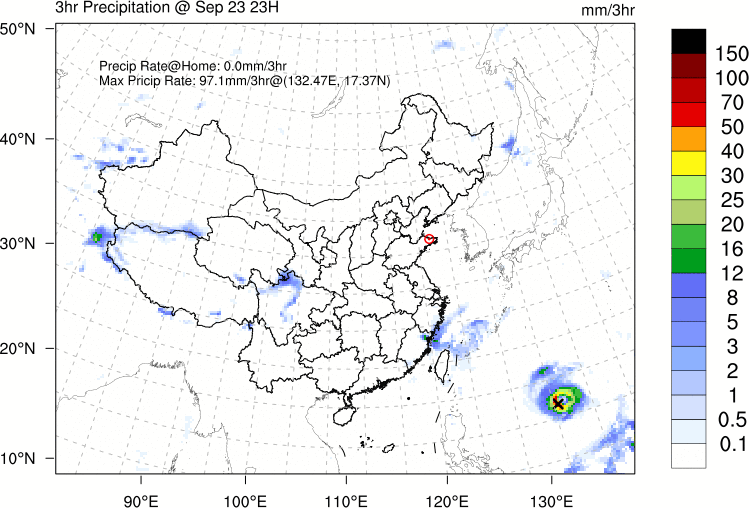 3hr Precipitation @ Sep 23 23H
mm/3hr
Precip Rate@Home: 0.0mm/3hr
Max Pricip Rate: 97.1mm/3hr@(132.47E, 17.37N)
50°N
40°N
30°N
20°N
10°N
90°E
100°E
110°E
120°E
130°E
150
100
70
50
40
30
25
20
16
12
8
5
3
2
1
0.5
0.1